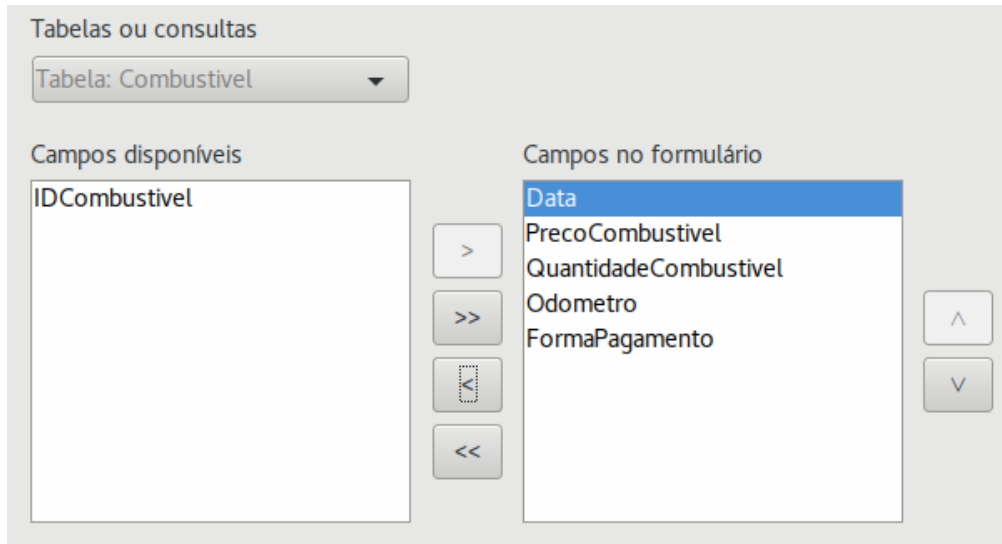 Tabelas ou consultas
Tabela: Combustivel
Campos disponíveis
IDCombustivel
>
>>
<
<<
Campos no formulário
Data
PrecoCombustivel
QuantidadeCombustivel
Odometro
FormaPagamento